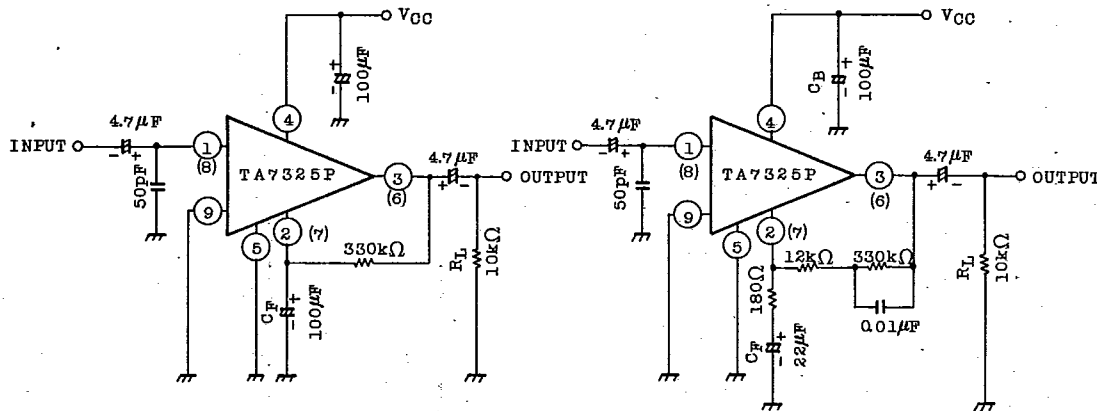 VCC
100μF
4
INPUT
4.7μF
50pF
1
(8)
9
TA7325P
5
2
(7)
3
(6)
4.7μF
OUTPUT
330kΩ
RL
10kΩ
CF
100μF
VCC
CB
100μF
4
INPUT
4.7μF
50pF
1
(8)
9
TA7325P
5
2
(7)
3
(6)
4.7μF
OUTPUT
12kΩ
330kΩ
0.01μF
180Ω
CF
22μF
RL
10kΩ